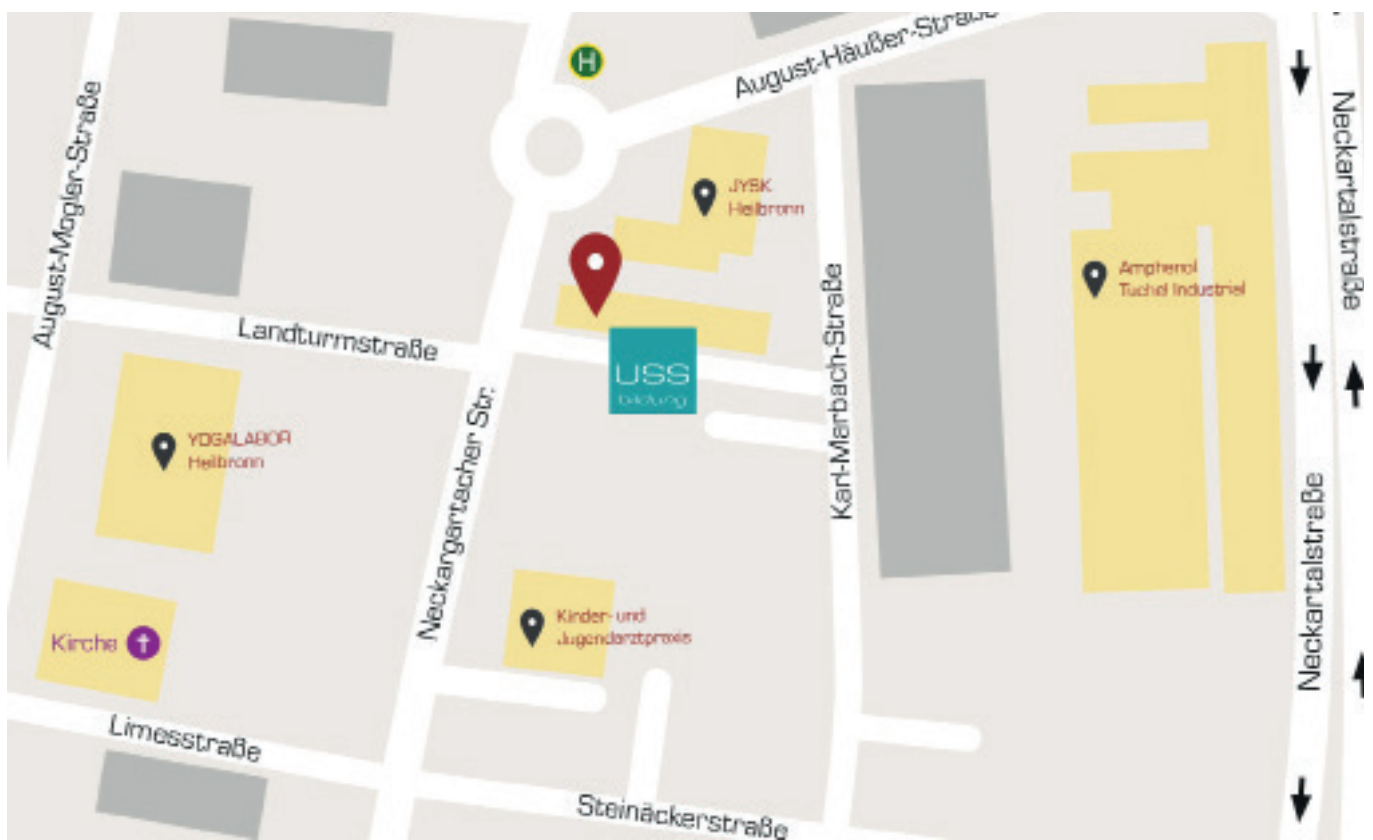 H
August-Häußer-Straße
August-Mogler-Straße
Neckartalstraße
JYSK
Heilbronn
Amphenol
Tuchel Industrial
Landturmstraße
USS
bildung
Karl-Marbach-Straße
YOGALABOR
Heilbronn
Neckargartacher Str.
Neckartalstraße
Kinder- und
Jugendarztpraxis
Kirche
Limesstraße
Steinäckerstraße